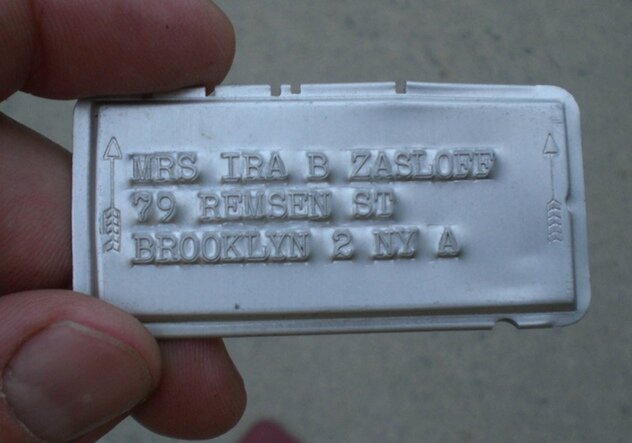 MRS IRA B ZASLOFF
79 REMSEN ST
BROOKLYN 2 NY A